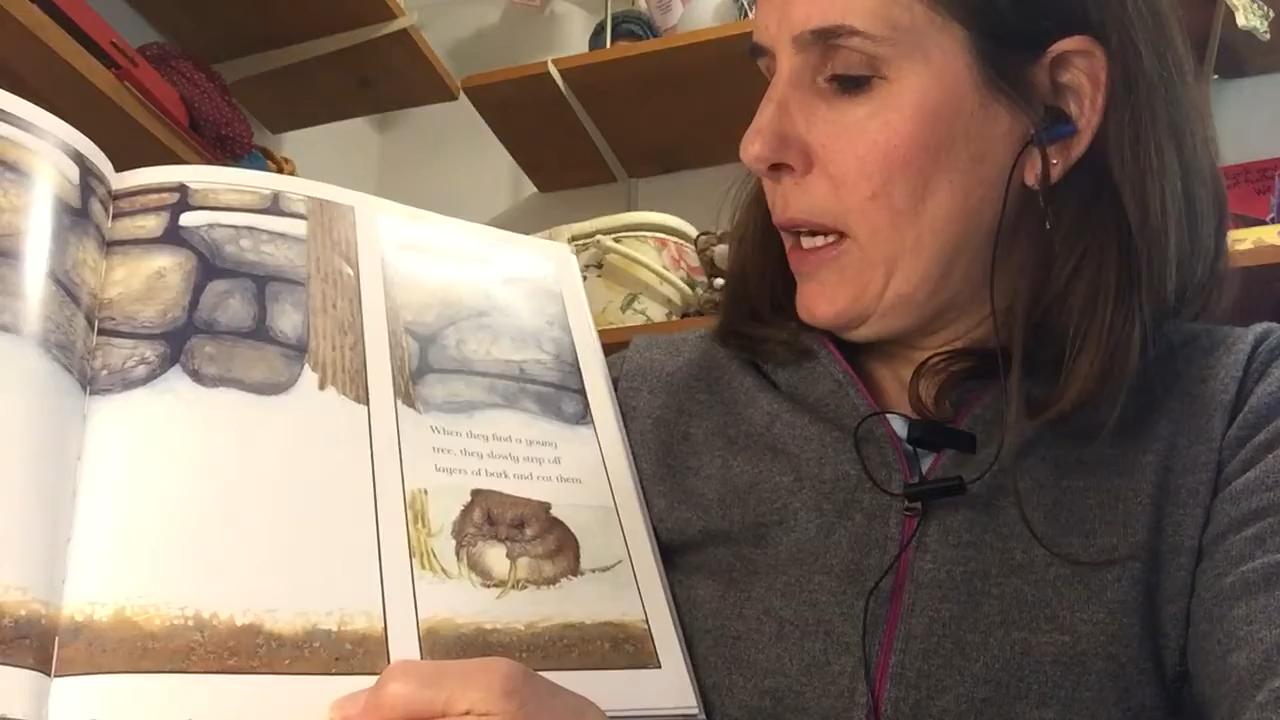 When they find a young
tree, they slowly strip off
layers of bark and eat them.